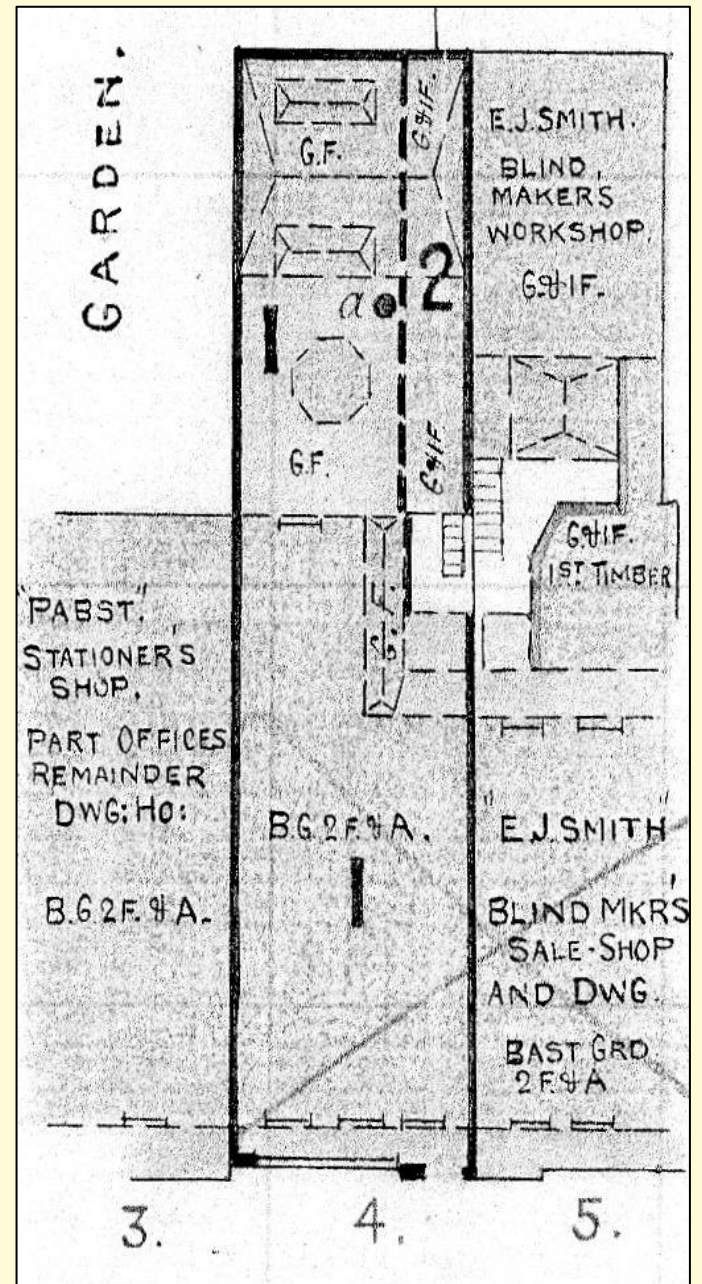 GARDEN.
G.F.
G.&1F.
E.J.SMITH.
BLIND,
MAKERS
WORKSHOP.
G.&1F.
2
a
1
G.F.
G.&1F
G.&1F.
1ST TIMBER
G.F.
"PABST",
STATIONER'S
SHOP.
PART OFFICES
REMAINDER
DWG: HO:
B.G 2F.&A.
B.G.2F.&A.
1
"E.J.SMITH"
BLIND MKR'S
SALE-SHOP
AND DWG.
BAST GRD
2F.&A
3.
4.
5.